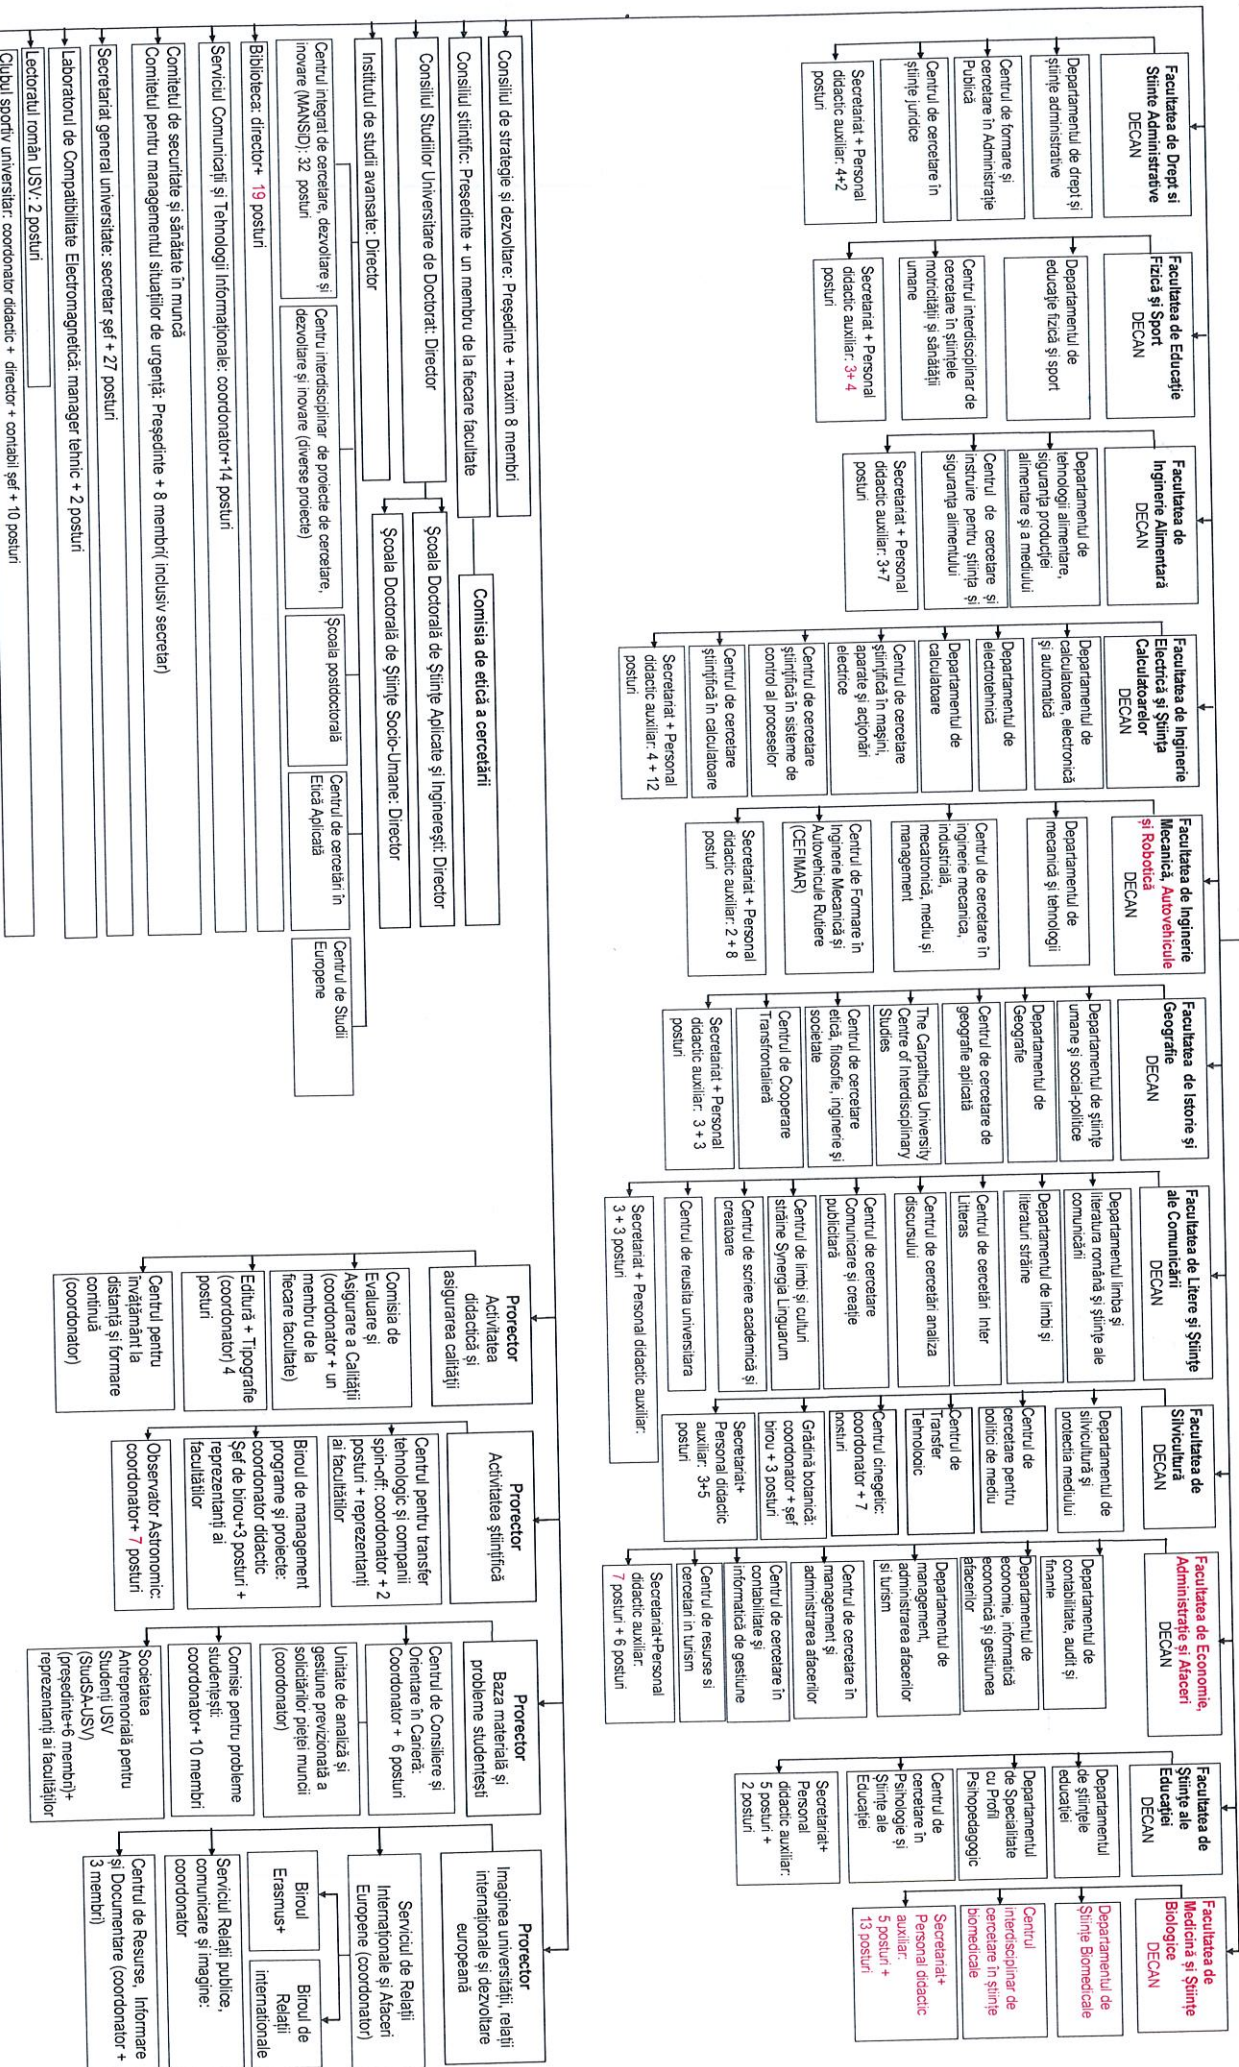 Facultatea de Drept și
Științe Administrative
DECAN
Departamentul de drept și
științe administrative
Centrul de formare și
cercetare în Administrație
Publică
Centrul de cercetare în
științe juridice
Secretariat + Personal
didactic auxiliar: 4+2
posturi
Facultatea de Educație
Fizică și Sport
DECAN
Departamentul de
educație fizică și sport
Centrul interdisciplinar de
cercetare în științele
motricității și sănătății
umane
Secretariat + Personal
didactic auxiliar: 3+ 4
posturi
Facultatea de
Inginerie Alimentară
DECAN
Departamentul de
tehnologii alimentare,
siguranța producției
alimentare și a mediului
Centrul de cercetare și
instruire pentru știința și
siguranța alimentului
Secretariat + Personal
didactic auxiliar: 3+7
posturi
Facultatea de Inginerie
Electrică și Știința
Calculatoarelor
DECAN
Departamentul de
calculatoare, electronică
și automatică
Departamentul de
electrotehnică
Departamentul de
calculatoare
Centrul de cercetare
științifică în mașini,
aparate și acționări
electrice
Centrul de cercetare
științifică în sisteme de
control al proceselor
Centrul de cercetare
științifică în calculatoare
Secretariat + Personal
didactic auxiliar: 4 + 12
posturi
Facultatea de Inginerie
Mecanică, Autovehicule
și Robotică
DECAN
Departamentul de
mecanică și tehnologii
Centrul de cercetare în
inginerie mecanica,
industrială,
mecatronică, mediu și
management
Centrul de Formare în
Inginerie Mecanică și
Autovehicule Rutiere
(CEFIMAR)
Secretariat + Personal
didactic auxiliar: 2 + 8
posturi
Facultatea de Istorie și
Geografie
DECAN
Departamentul de științe
umane și social-politice
Departamentul de
Geografie
Centrul de cercetare de
geografie aplicată
The Carpathica University
Centre of Interdisciplinary
Studies
Centrul de cercetare
etică, filosofie, inginerie și
societate
Centrul de Cooperare
Transfrontalieră
Secretariat + Personal
didactic auxiliar: 3 + 3
posturi
Facultatea de Litere și Științe
ale Comunicării
DECAN
Departamentul limba și
literatura română și științe ale
comunicării
Departamentul de limbi și
literaturi străine
Centrul de cercetări Inter
Litteras
Centrul de cercetări analiza
discursului
Centrul de cercetare
Comunicare și creație
publicitară
Centrul de limbi și culturi
străine Synergia Linguarum
Centrul de scriere academică și
creatoare
Centrul de reusita universitara
Secretariat + Personal didactic auxiliar:
3 + 3 posturi
Facultatea de
Silvicultură
DECAN
Departamentul de
silvicultură și
protectia mediului
Centrul de
cercetare pentru
politici de mediu
Centrul de
Transfer
Tehnologic
Centrul cinegetic:
coordonator + 7
posturi
Grădină botanică:
coordonator + șef
birou + 3 posturi
Secretariat+
Personal didactic
auxiliar: 3+5
posturi
Facultatea de Economie,
Administrație și Afaceri
DECAN
Departamentul de
contabilitate, audit și
finante
Departamentul de
economie, informatică
economică și gestiunea
afacerilor
Departamentul de
management,
administrarea afacerilor
si turism
Centrul de cercetare în
management și
administrarea afacerilor
Centrul de cercetare în
contabilitate și
informatică de gestiune
Centrul de resurse si
cercetari in turism
Secretariat+Personal
didactic auxiliar:
7 posturi + 6 posturi
Facultatea de
Științe ale
Educației
DECAN
Departamentul
de științele
educației
Departamentul
de Specialitate
cu Profil
Psihopedagogic
Centrul de
cercetare în
Psihologie și
Științe ale
Educației
Secretariat+
Personal
didactic auxiliar:
5 posturi +
2 posturi
Facultatea de
Medicină și Științe
Biologice
DECAN
Departamentul de
Științe Biomedicale
Centrul
interdisciplinar de
cercetare în științe
biomedicale
Secretariat+
Personal didactic
auxiliar:
5 posturi +
13 posturi
Consiliul de strategie și dezvoltare: Președinte + maxim 8 membri
Consiliul științific: Președinte + un membru de la fiecare facultate
Comisia de etică a cercetării
Consiliul Studiilor Universitare de Doctorat: Director
Școala Doctorală de Științe Aplicate și Inginerești: Director
Școala Doctorală de Științe Socio-Umane: Director
Institutul de studii avansate: Director
Centrul integrat de cercetare, dezvoltare și
inovare (MANSiD): 32 posturi
Centru interdisciplinar de proiecte de cercetare,
dezvoltare și inovare (diverse proiecte)
Școala postdoctorală
Centrul de cercetări în
Etică Aplicată
Centrul de Studii
Europene
Biblioteca: director+ 19 posturi
Serviciul Comunicații și Tehnologii Informaționale: coordonator+14 posturi
Comitetul de securitate și sănătate în muncă
Comitetul pentru managementul situațiilor de urgență: Președinte + 8 membri( inclusiv secretar)
Secretariat general universitate: secretar șef + 27 posturi
Laboratorul de Compatibilitate Electromagnetică: manager tehnic + 2 posturi
Lectoratul român USV: 2 posturi
Clubul sportiv universitar: coordonator didactic + director + contabil șef + 10 posturi
Prorector
Activitatea
didactică și
asigurarea calității
Comisia de
Evaluare și
Asigurare a Calității
(coordonator + un
membru de la
fiecare facultate)
Editură + Tipografie
(coordonator) 4
posturi
Centrul pentru
învățământ la
distanță și formare
continuă
(coordonator)
Prorector
Activitatea științifică
Centrul pentru transfer
tehnologic și companii
spin-off: coordonator + 2
posturi + reprezentanți
ai facultăților
Biroul de management
programe și proiecte:
coordonator didactic
Șef de birou+3 posturi +
reprezentanți ai
facultăților
Observator Astronomic:
coordonator+ 7 posturi
Prorector
Baza materială și
probleme studențești
Centrul de Consiliere și
Orientare în Carieră:
Coordonator + 6 posturi
Unitate de analiză și
gestiune previzionată a
solicitărilor pieței muncii
(coordonator)
Comisie pentru probleme
studențești:
coordonator+ 10 membri
Societatea
Antreprenorială pentru
Studenți USV
(StudSA-USV)
(președinte+6 membri)+
reprezentanți ai facultăților
Prorector
Imaginea universității, relații
internaționale și dezvoltare
europeană
Serviciul de Relații
Internaționale și Afaceri
Europene (coordonator)
Biroul
Erasmus+
Biroul de
Relații
internationale
Serviciul Relații publice,
comunicare și imagine:
coordonator
Centrul de Resurse, Informare
și Documentare (coordonator +
3 membri)